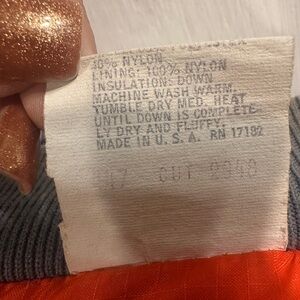 NYLON
LINING: 100% NYLON
INSULATION: DOWN
MACHINE WASH WARM,
TUMBLE DRY MED. HEAT
UNTIL DOWN IS COMPLETE-
LY DRY AND FLUFFY.
MADE IN U. S. A. RN 17182
CUT